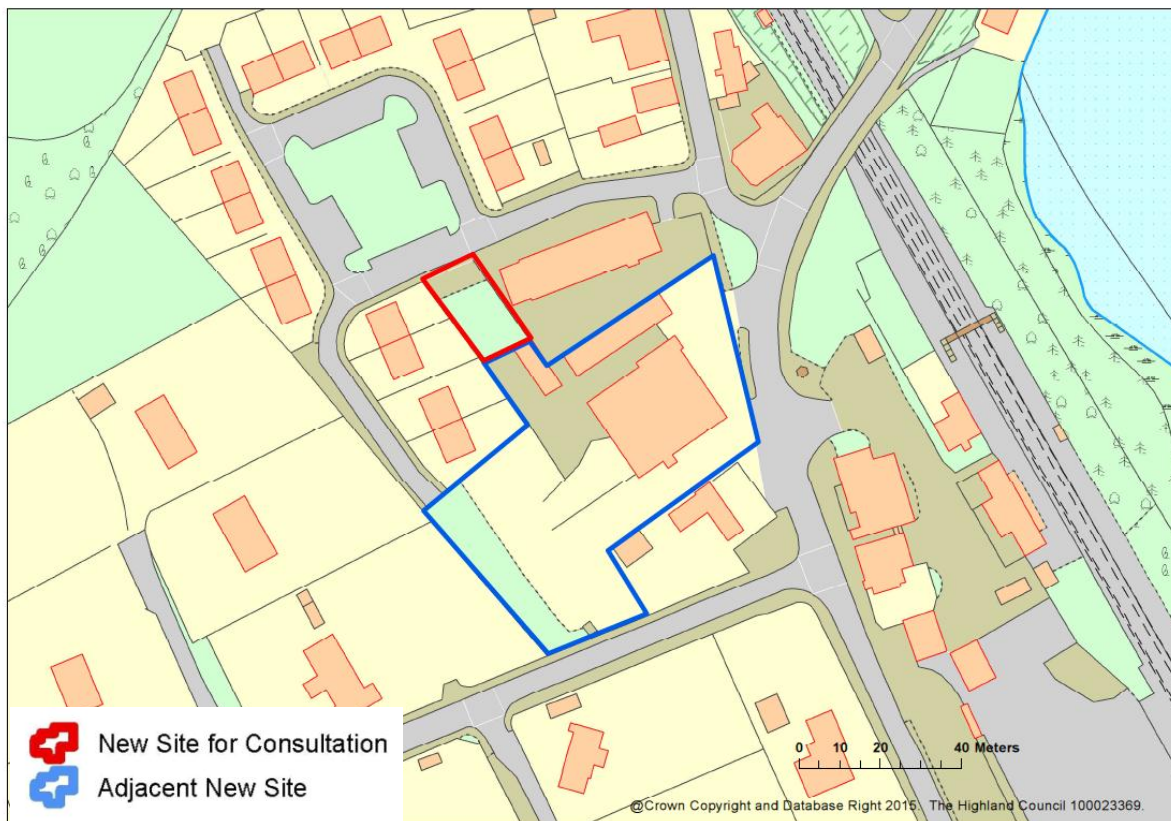 New Site for Consultation
Adjacent New Site
0 10 20 40 Meters
@Crown Copyright and Database Right 2015. The Highland Council 100023369.